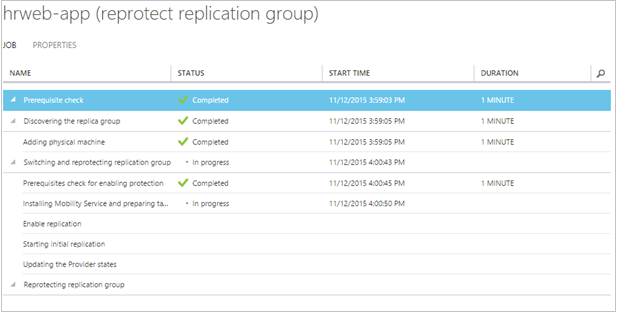 hrweb-app (reprotect replication group)
JOB PROPERTIES
NAME STATUS START TIME DURATION
Prerequisite check Completed 11/12/2015 3:59:03 PM 1 MINUTE
Discovering the replica group Completed 11/12/2015 3:59:05 PM 1 MINUTE
Adding physical machine Completed 11/12/2015 3:59:05 PM 1 MINUTE
Switching and reprotecting replication group In progress 11/12/2015 4:00:43 PM
Prerequisites check for enabling protection Completed 11/12/2015 4:00:45 PM 1 MINUTE
Installing Mobility Service and preparing ta... In progress 11/12/2015 4:00:50 PM
Enable replication
Starting initial replication
Updating the Provider states
Reprotecting replication group